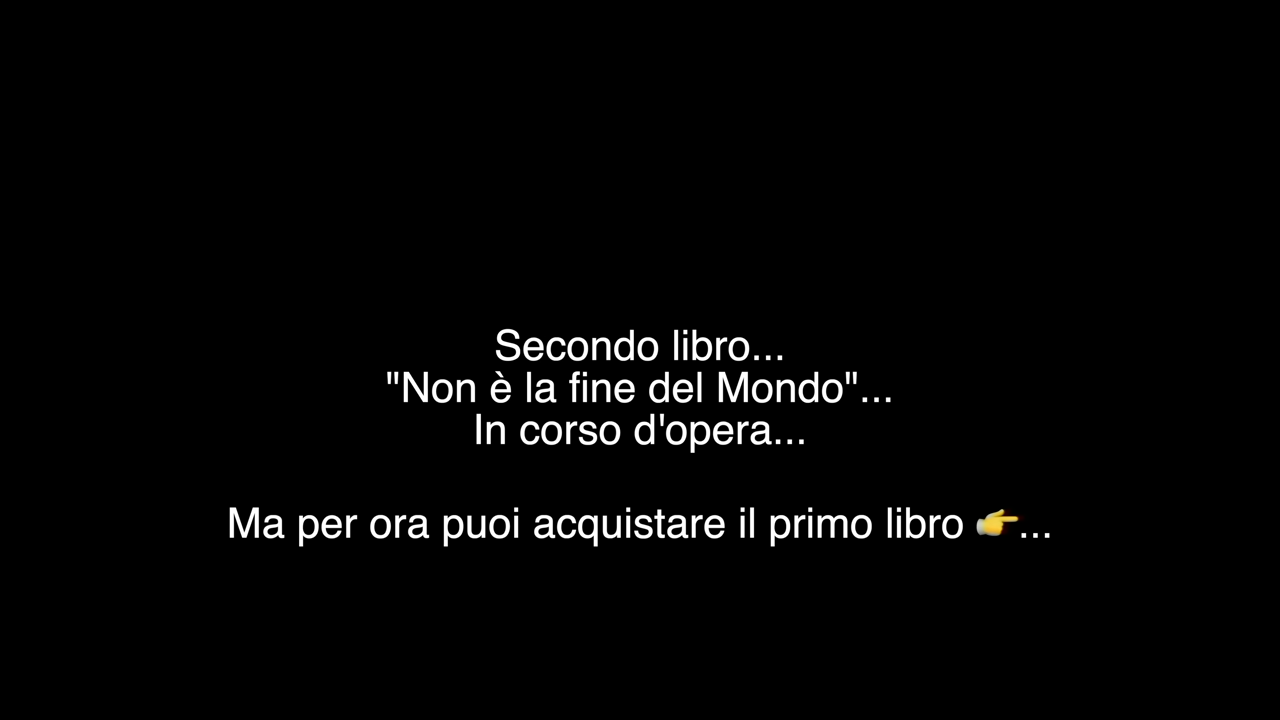 Secondo libro...
"Non è la fine del Mondo"...
In corso d'opera...
Ma per ora puoi acquistare il primo libro 👉...